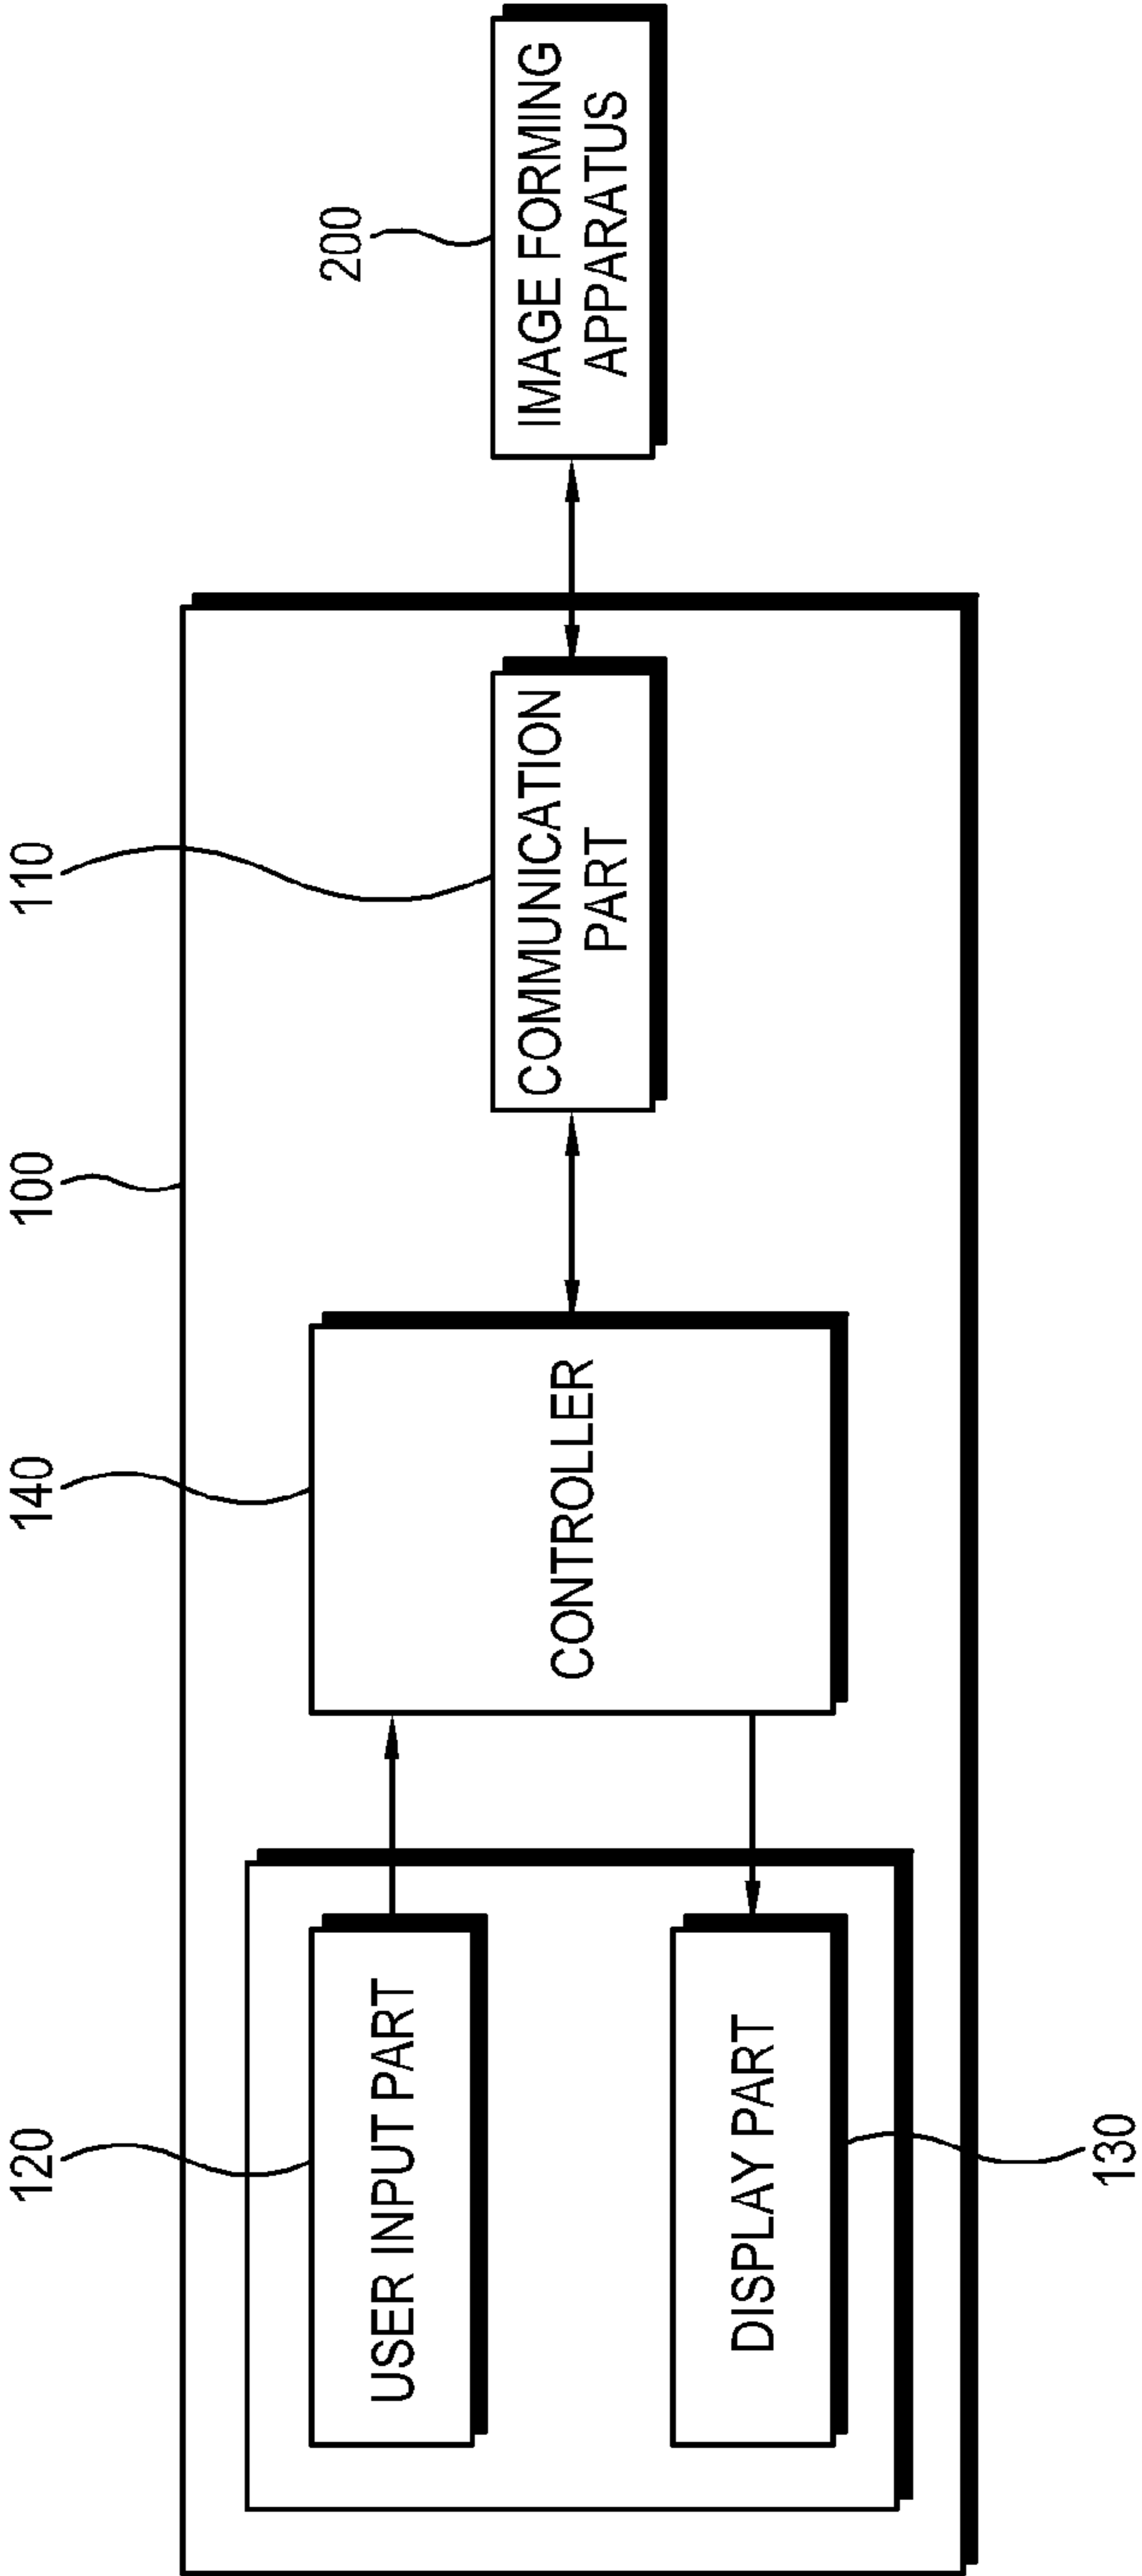 100
120
140
110
200
USER INPUT PART
CONTROLLER
COMMUNICATION
PART
IMAGE FORMING
APPARATUS
DISPLAY PART
130